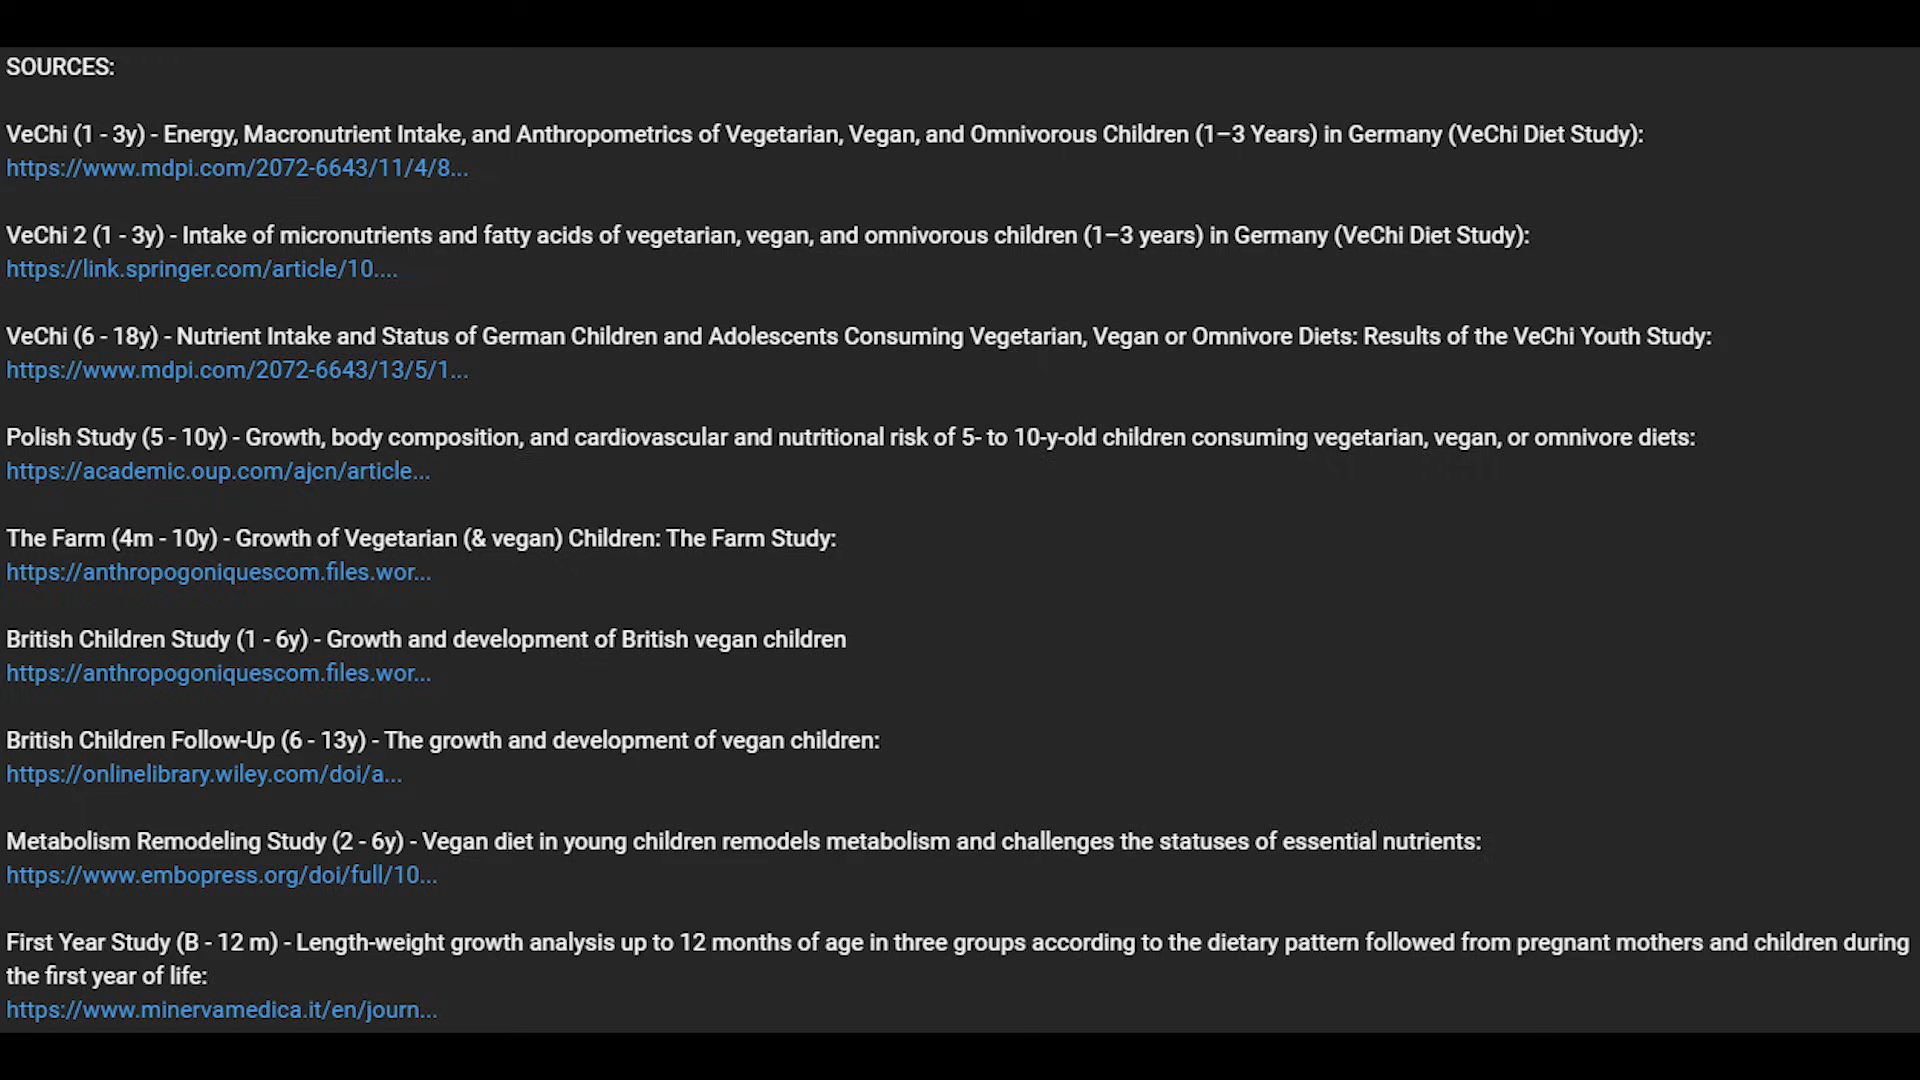 SOURCES:
VeChi (1 - 3y) - Energy, Macronutrient Intake, and Anthropometrics of Vegetarian, Vegan, and Omnivorous Children (1–3 Years) in Germany (VeChi Diet Study):
https://www.mdpi.com/2072-6643/11/4/8...
VeChi 2 (1 - 3y) - Intake of micronutrients and fatty acids of vegetarian, vegan, and omnivorous children (1–3 years) in Germany (VeChi Diet Study):
https://link.springer.com/article/10....
VeChi (6 - 18y) - Nutrient Intake and Status of German Children and Adolescents Consuming Vegetarian, Vegan or Omnivore Diets: Results of the VeChi Youth Study:
https://www.mdpi.com/2072-6643/13/5/1...
Polish Study (5 - 10y) - Growth, body composition, and cardiovascular and nutritional risk of 5- to 10-y-old children consuming vegetarian, vegan, or omnivore diets:
https://academic.oup.com/ajcn/article...
The Farm (4m - 10y) - Growth of Vegetarian (& vegan) Children: The Farm Study:
https://anthropogoniquescom.files.wor...
British Children Study (1 - 6y) - Growth and development of British vegan children
https://anthropogoniquescom.files.wor...
British Children Follow-Up (6 - 13y) - The growth and development of vegan children:
https://onlinelibrary.wiley.com/doi/a...
Metabolism Remodeling Study (2 - 6y) - Vegan diet in young children remodels metabolism and challenges the statuses of essential nutrients:
https://www.embopress.org/doi/full/10...
First Year Study (B - 12 m) - Length-weight growth analysis up to 12 months of age in three groups according to the dietary pattern followed from pregnant mothers and children during
the first year of life:
https://www.minervamedica.it/en/journ...